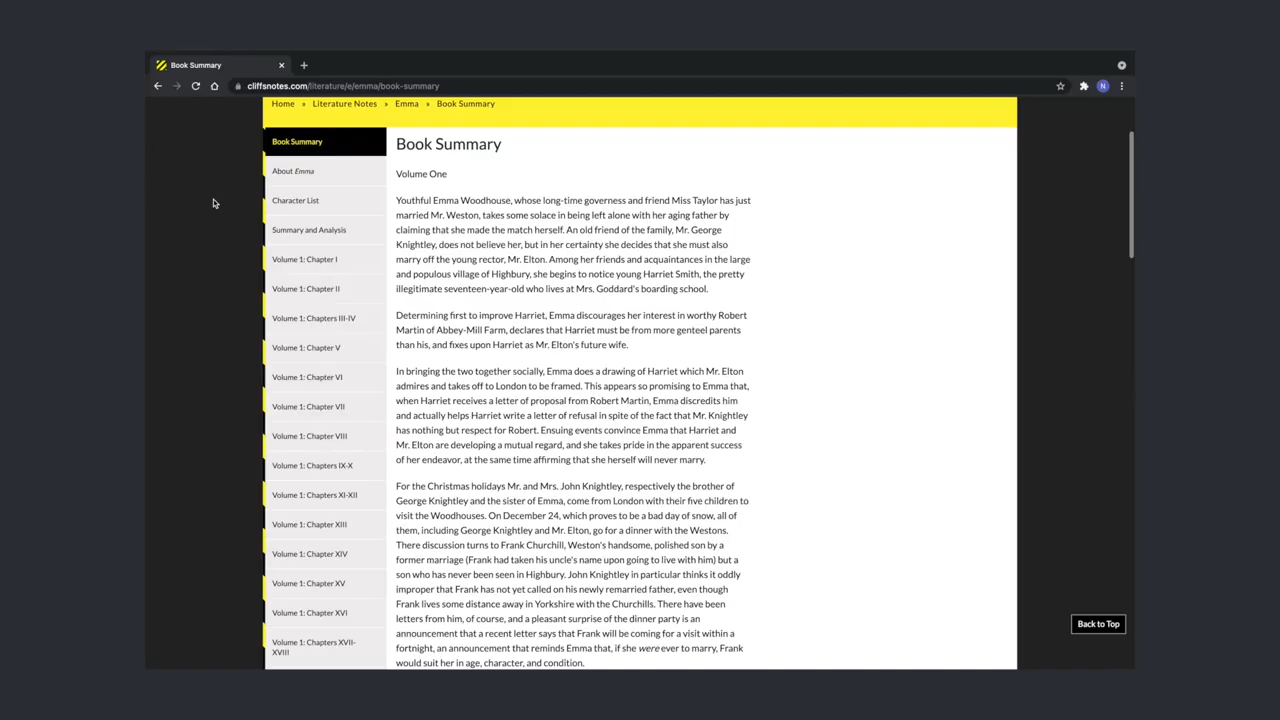 Book Summary
cliffsnotes.com/literature/e/emma/book-summary
N
Home » Literature Notes » Emma » Book Summary
Book Summary
About Emma
Character List
Summary and Analysis
Volume 1: Chapter I
Volume 1: Chapter II
Volume 1: Chapters III-IV
Volume 1: Chapter V
Volume 1: Chapter VI
Volume 1: Chapter VII
Volume 1: Chapter VIII
Volume 1: Chapters IX-X
Volume 1: Chapters XI-XII
Volume 1: Chapter XIII
Volume 1: Chapter XIV
Volume 1: Chapter XV
Volume 1: Chapter XVI
Volume 1: Chapters XVII-
XVIII
Book Summary
Volume One
Youthful Emma Woodhouse, whose long-time governess and friend Miss Taylor has just
married Mr. Weston, takes some solace in being left alone with her aging father by
claiming that she made the match herself. An old friend of the family, Mr. George
Knightley, does not believe her, but in her certainty she decides that she must also
marry off the young rector, Mr. Elton. Among her friends and acquaintances in the large
and populous village of Highbury, she begins to notice young Harriet Smith, the pretty
illegitimate seventeen-year-old who lives at Mrs. Goddard's boarding school.
Determining first to improve Harriet, Emma discourages her interest in worthy Robert
Martin of Abbey-Mill Farm, declares that Harriet must be from more genteel parents
than his, and fixes upon Harriet as Mr. Elton's future wife.
In bringing the two together socially, Emma does a drawing of Harriet which Mr. Elton
admires and takes off to London to be framed. This appears so promising to Emma that,
when Harriet receives a letter of proposal from Robert Martin, Emma discredits him
and actually helps Harriet write a letter of refusal in spite of the fact that Mr. Knightley
has nothing but respect for Robert. Ensuing events convince Emma that Harriet and
Mr. Elton are developing a mutual regard, and she takes pride in the apparent success
of her endeavor, at the same time affirming that she herself will never marry.
For the Christmas holidays Mr. and Mrs. John Knightley, respectively the brother of
George Knightley and the sister of Emma, come from London with their five children to
visit the Woodhouses. On December 24, which proves to be a bad day of snow, all of
them, including George Knightley and Mr. Elton, go for a dinner with the Westons.
There discussion turns to Frank Churchill, Weston's handsome, polished son by a
former marriage (Frank had taken his uncle's name upon going to live with him) but a
son who has never been seen in Highbury. John Knightley in particular thinks it oddly
improper that Frank has not yet called on his newly remarried father, even though
Frank lives some distance away in Yorkshire with the Churchills. There have been
letters from him, of course, and a pleasant surprise of the dinner party is an
announcement that a recent letter says that Frank will be coming for a visit within a
fortnight, an announcement that reminds Emma that, if she were ever to marry, Frank
would suit her in age, character, and condition.
Back to Top